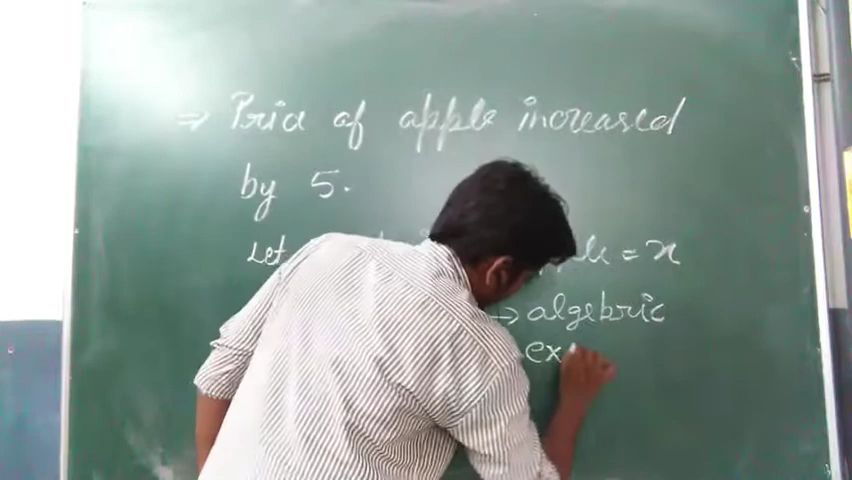 ⇒ Price of apple increased
by 5.
Let = x
→ algebric
ex